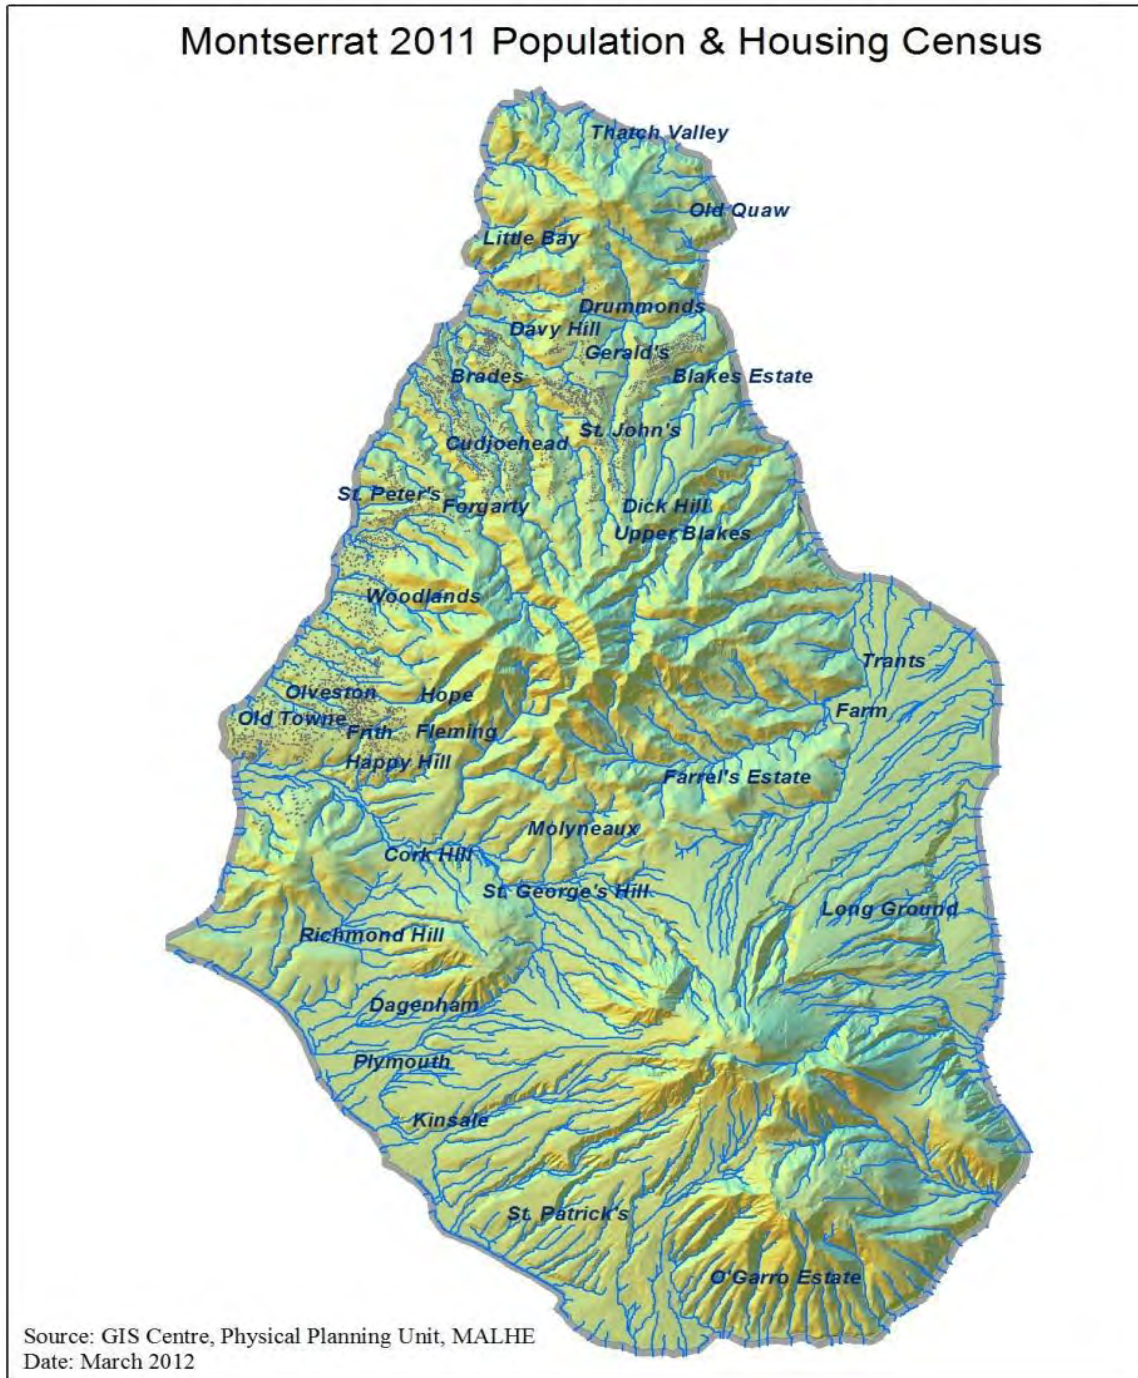 Montserrat 2011 Population & Housing Census
Thatch Valley
Old Quaw
Little Bay
Drummonds
Davy Hill
Gerald's
Brades
Blakes Estate
St. John's
Cudjoehead
St. Peter's
Forgarty
Dick Hill
Upper Blakes
Woodlands
Trants
Olveston
Hope
Farm
Old Towne
Frith
Fleming
Happy Hill
Farrel's Estate
Molyneaux
Cork Hill
St. George's Hill
Long Ground
Richmond Hill
Dagenham
Plymouth
Kinsale
St. Patrick's
O'Garro Estate
Source: GIS Centre, Physical Planning Unit, MALHE
Date: March 2012